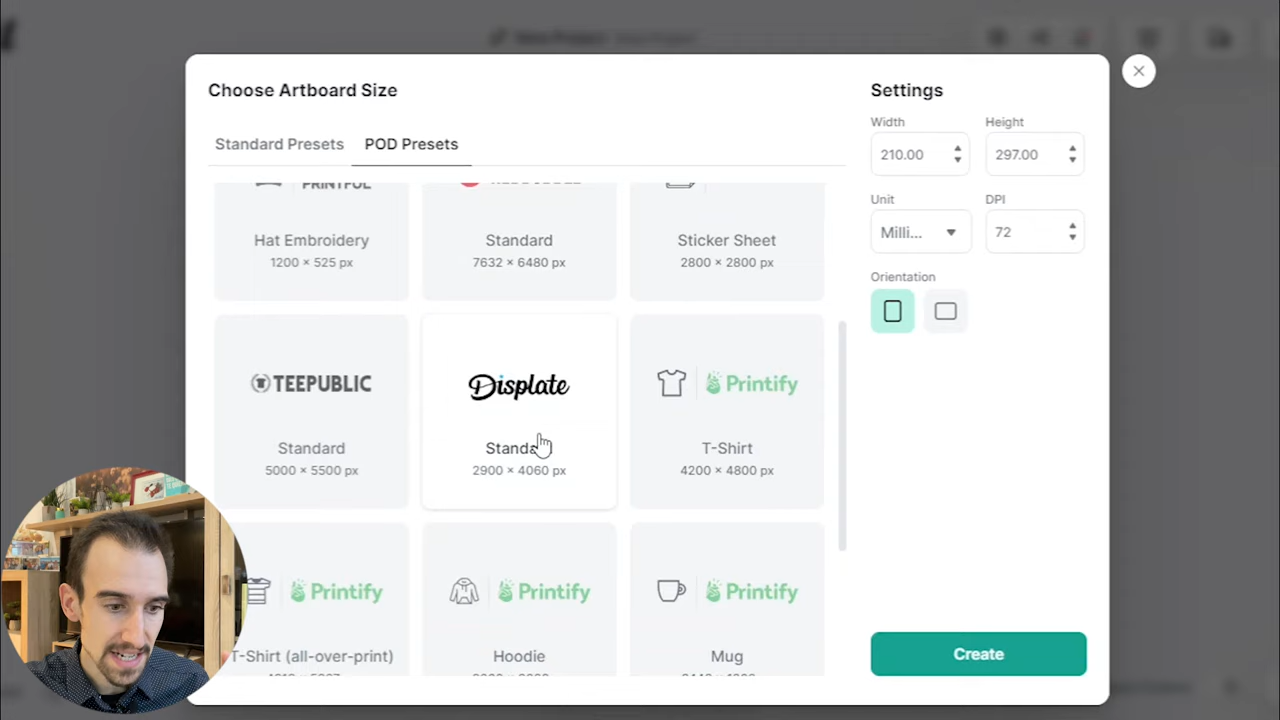 Choose Artboard Size
Settings
Standard Presets
POD Presets
Width
Height
210.00
297.00
Unit
DPI
Milli...
72
Orientation
PRINTFUL
Hat Embroidery
1200 × 525 px
Standard
7632 × 6480 px
Sticker Sheet
2800 × 2800 px
TEEPUBLIC
Standard
5000 × 5500 px
Displate
Standard
2900 × 4060 px
Printify
T-Shirt
4200 × 4800 px
Printify
T-Shirt (all-over-print)
Printify
Hoodie
Printify
Mug
Create